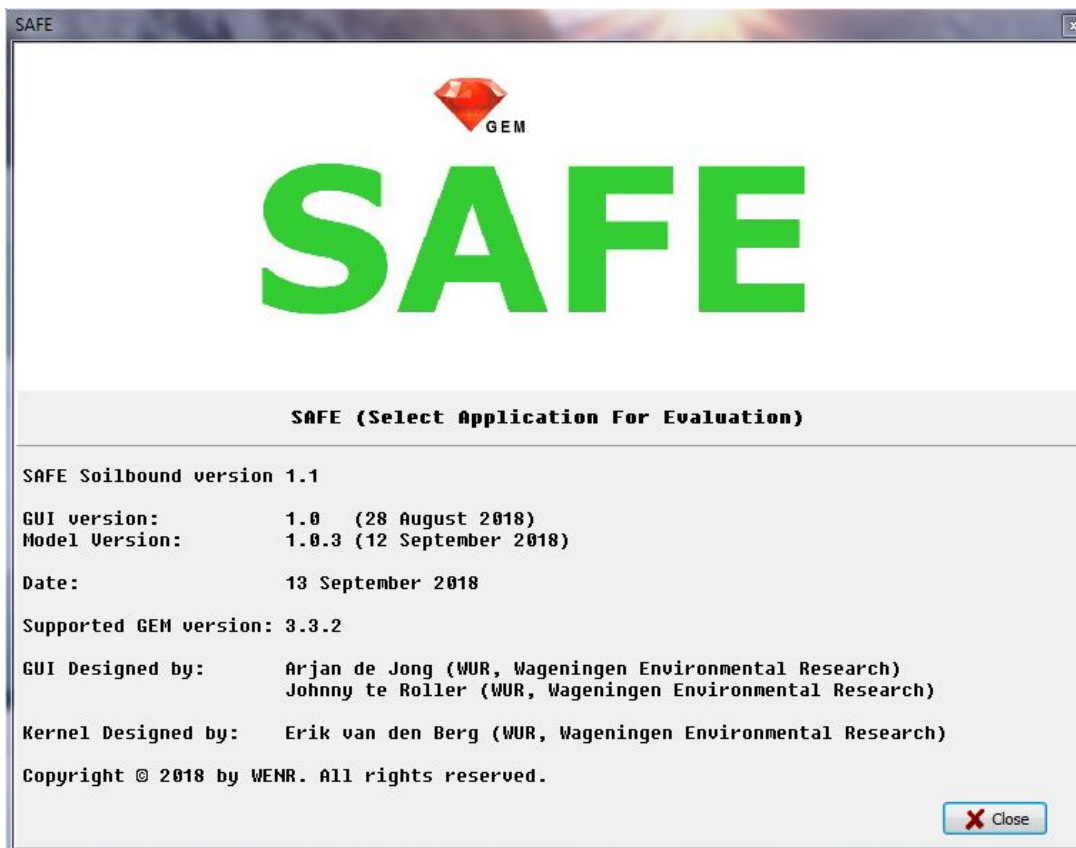 SAFE
GEM
SAFE
SAFE (Select Application For Evaluation)
SAFE Soilbound version 1.1
GUI version: 1.0 (28 August 2018)
Model Version: 1.0.3 (12 September 2018)
Date: 13 September 2018
Supported GEM version: 3.3.2
GUI Designed by: Arjan de Jong (WUR, Wageningen Environmental Research)
Johnny te Roller (WUR, Wageningen Environmental Research)
Kernel Designed by: Erik van den Berg (WUR, Wageningen Environmental Research)
Copyright © 2018 by WENR. All rights reserved.
Close